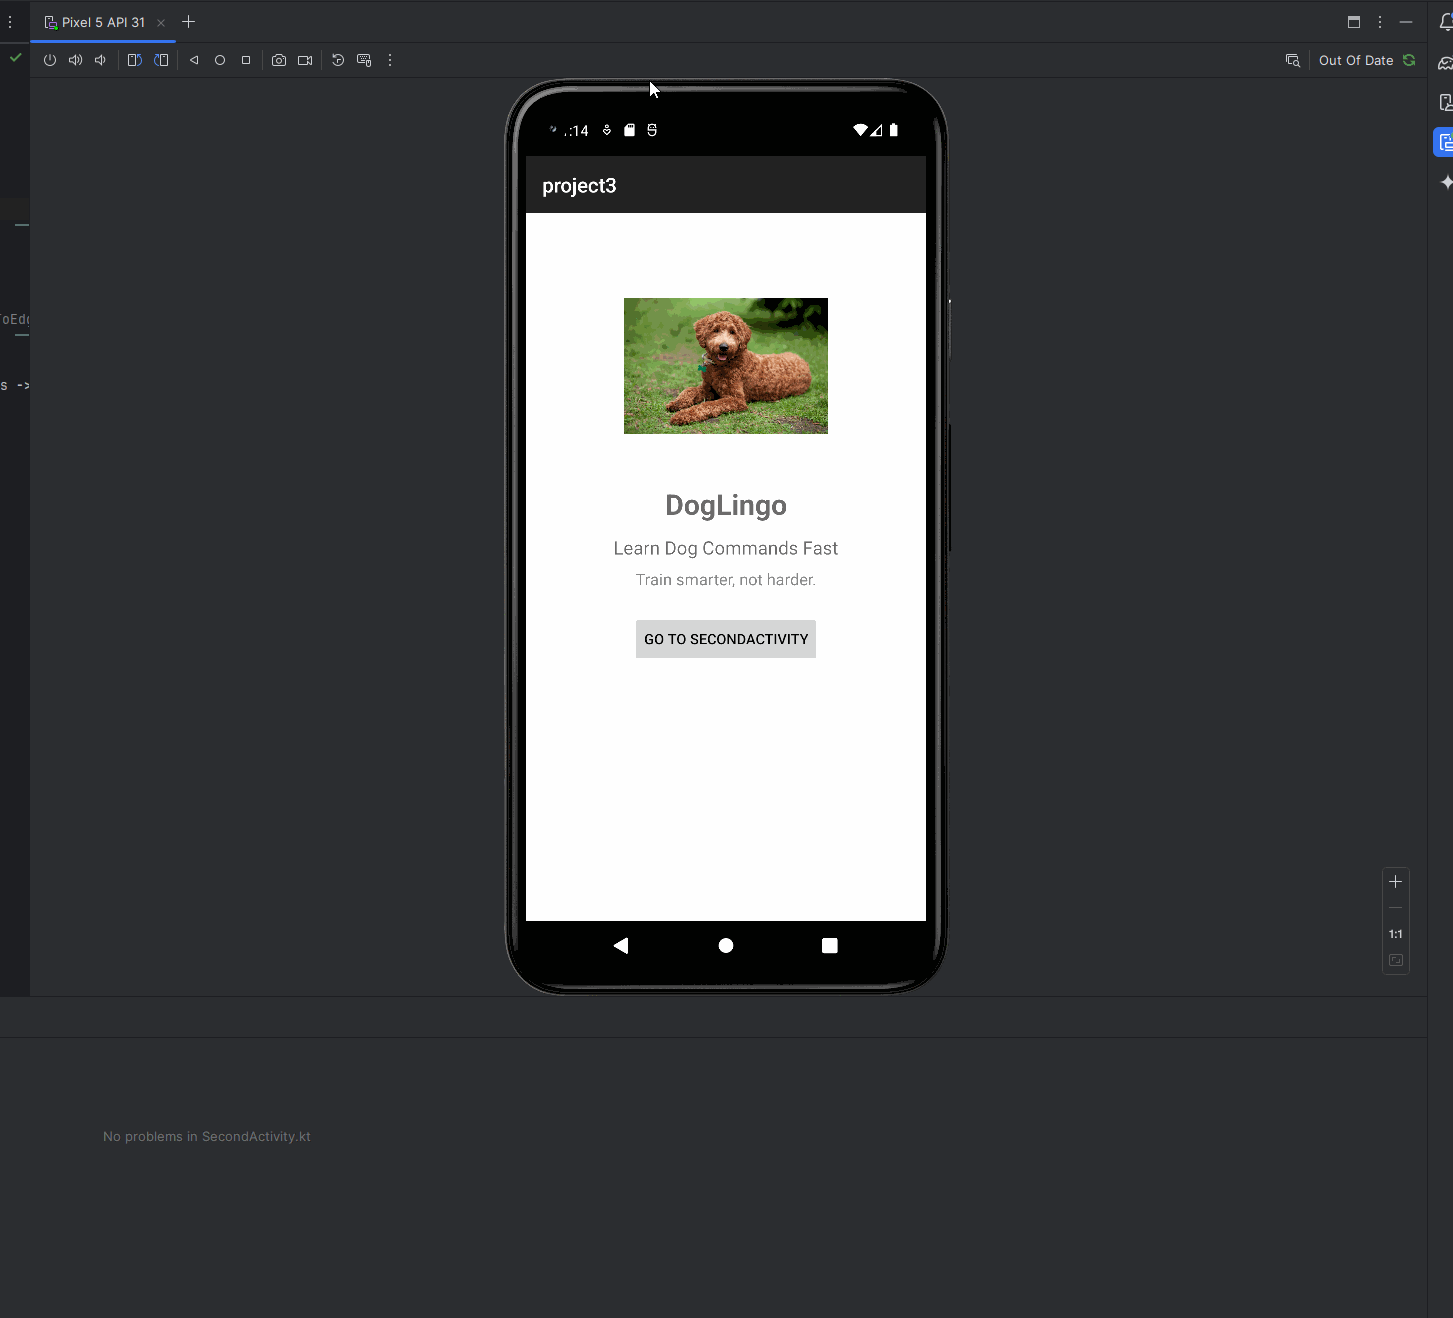 Pixel 5 API 31
Out Of Date
:14
project3
DogLingo
Learn Dog Commands Fast
Train smarter, not harder.
GO TO SECONDACTIVITY
s ->
1:1
No problems in SecondActivity.kt